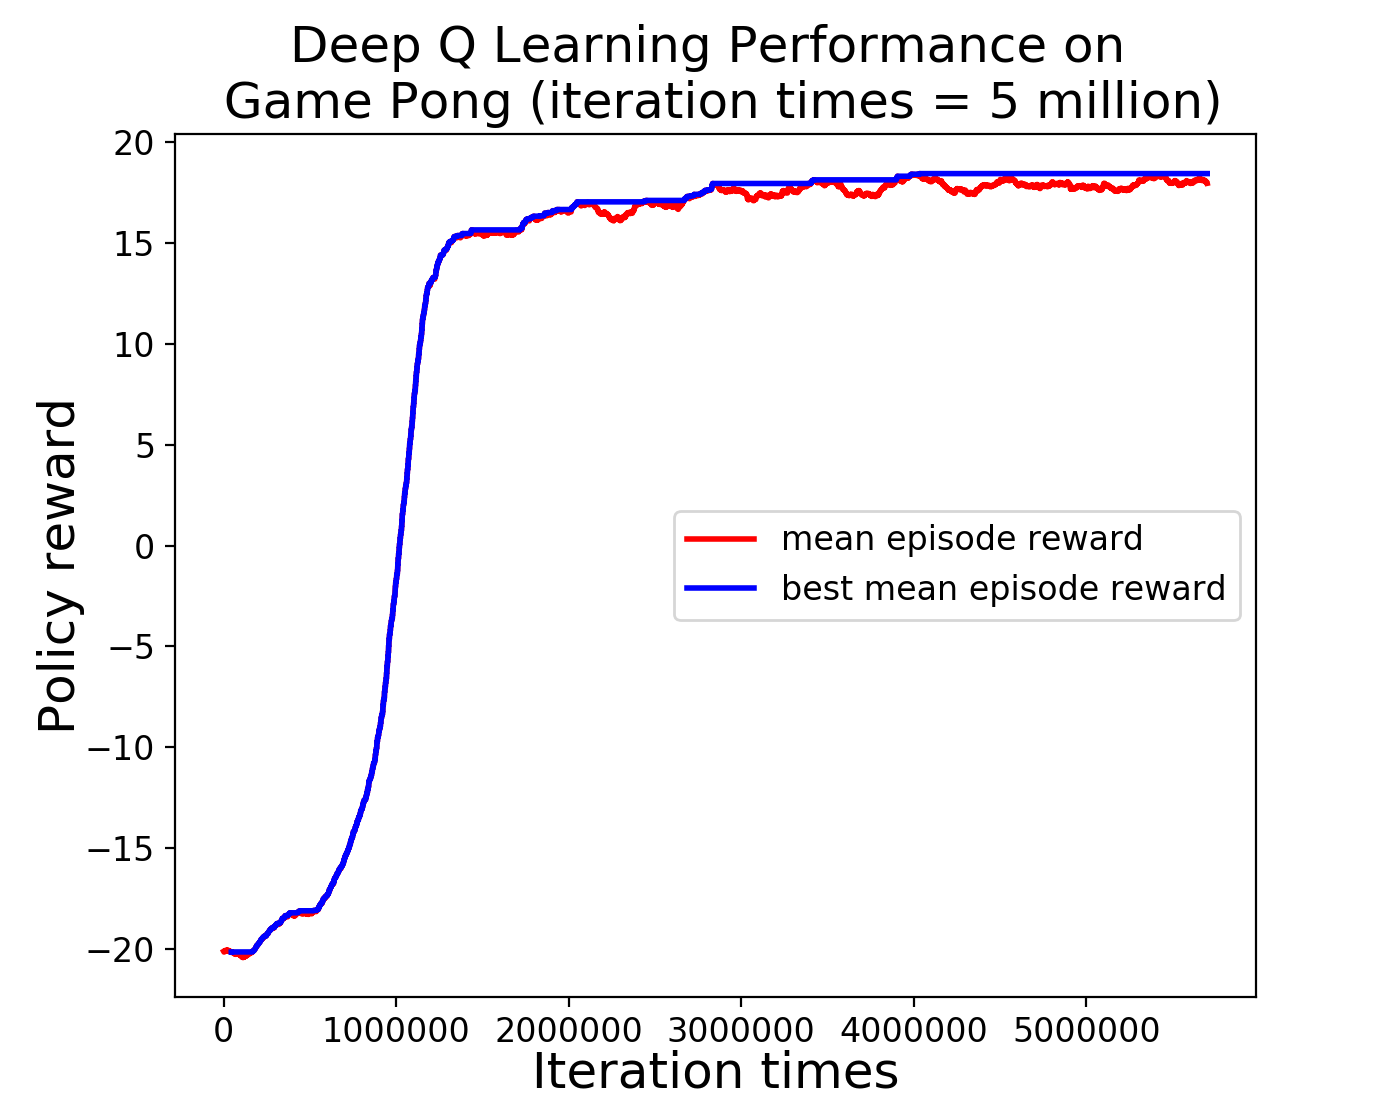 Deep Q Learning Performance on
Game Pong (iteration times = 5 million)
20
15
10
5
0
−5
−10
−15
−20
Policy reward
mean episode reward
best mean episode reward
0 1000000 2000000 3000000 4000000 5000000
Iteration times